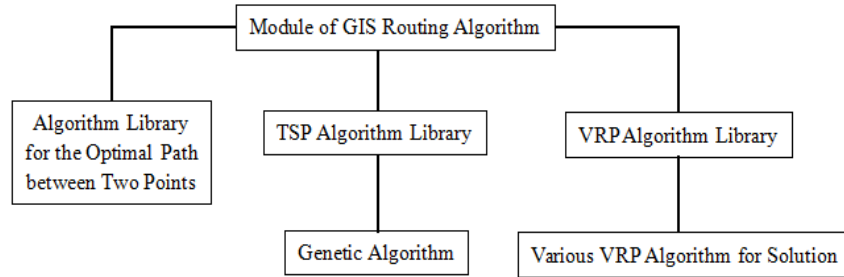 Module of GIS Routing Algorithm
Algorithm Library
for the Optimal Path
between Two Points
TSP Algorithm Library
VRP Algorithm Library
Genetic Algorithm
Various VRP Algorithm for Solution